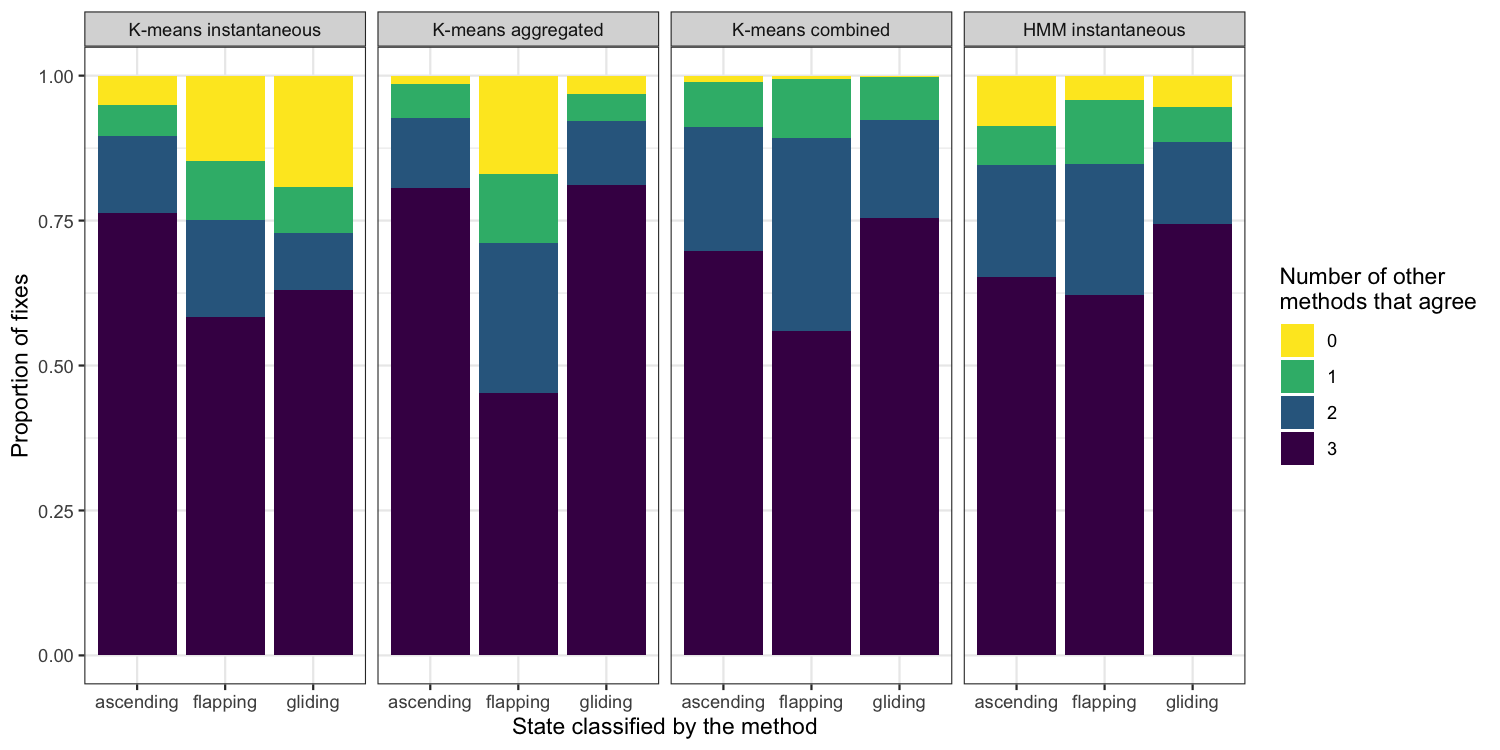 K-means instantaneous
K-means aggregated
K-means combined
HMM instantaneous
Proportion of fixes
1.00
0.75
0.50
0.25
0.00
ascending flapping gliding
ascending flapping gliding
ascending flapping gliding
ascending flapping gliding
State classified by the method
Number of other
methods that agree
0
1
2
3